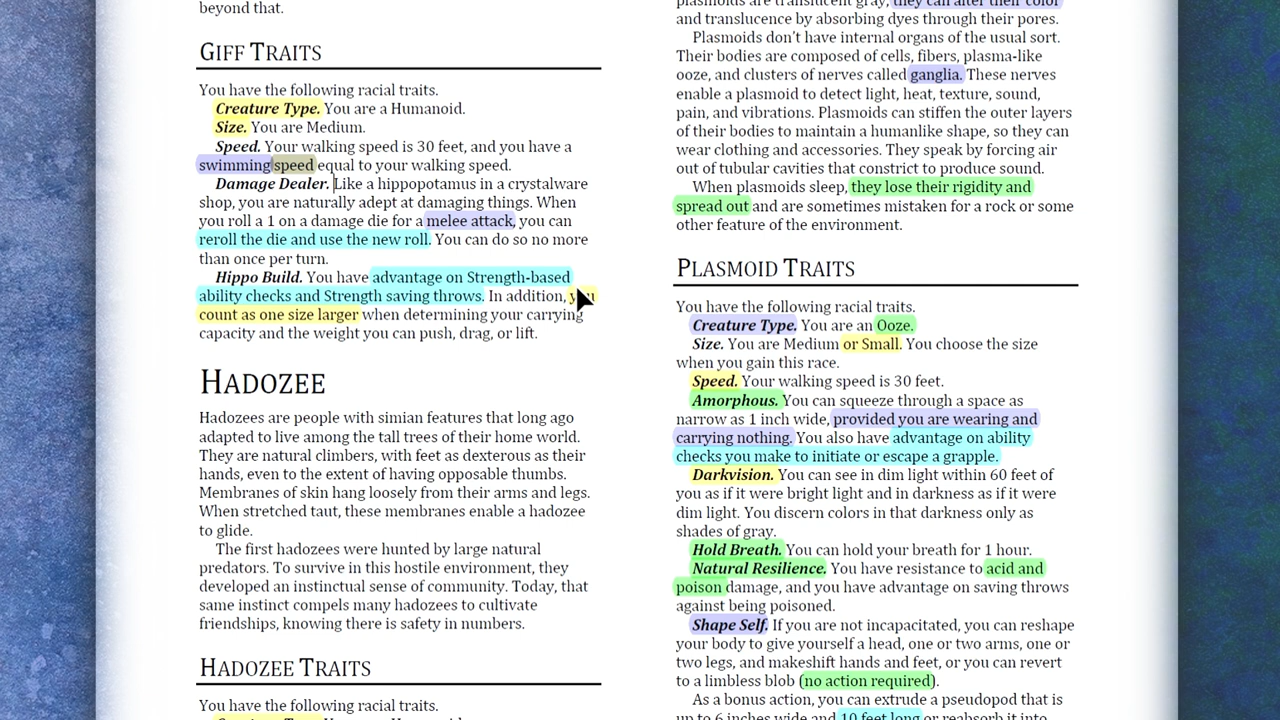 beyond that.
GIFF TRAITS
You have the following racial traits.
Creature Type. You are a Humanoid.
Size. You are Medium.
Speed. Your walking speed is 30 feet, and you have a
swimming speed equal to your walking speed.
Damage Dealer. Like a hippopotamus in a crystalware
shop, you are naturally adept at damaging things. When
you roll a 1 on a damage die for a melee attack, you can
reroll the die and use the new roll. You can do so no more
than once per turn.
Hippo Build. You have advantage on Strength-based
ability checks and Strength saving throws. In addition, you
count as one size larger when determining your carrying
capacity and the weight you can push, drag, or lift.
HADOZEE
Hadozees are people with simian features that long ago
adapted to live among the tall trees of their home world.
They are natural climbers, with feet as dexterous as their
hands, even to the extent of having opposable thumbs.
Membranes of skin hang loosely from their arms and legs.
When stretched taut, these membranes enable a hadozee
to glide.
The first hadozees were hunted by large natural
predators. To survive in this hostile environment, they
developed an instinctual sense of community. Today, that
same instinct compels many hadozees to cultivate
friendships, knowing there is safety in numbers.
HADOZEE TRAITS
You have the following racial traits.
plasmoids are translucent gray, they can alter their color
and translucence by absorbing dyes through their pores.
Plasmoids don't have internal organs of the usual sort.
Their bodies are composed of cells, fibers, plasma-like
ooze, and clusters of nerves called ganglia. These nerves
enable a plasmoid to detect light, heat, texture, sound,
pain, and vibrations. Plasmoids can stiffen the outer layers
of their bodies to maintain a humanlike shape, so they can
wear clothing and accessories. They speak by forcing air
out of tubular cavities that constrict to produce sound.
When plasmoids sleep, they lose their rigidity and
spread out and are sometimes mistaken for a rock or some
other feature of the environment.
PLASMOID TRAITS
You have the following racial traits.
Creature Type. You are an Ooze.
Size. You are Medium or Small. You choose the size
when you gain this race.
Speed. Your walking speed is 30 feet.
Amorphous. You can squeeze through a space as
narrow as 1 inch wide, provided you are wearing and
carrying nothing. You also have advantage on ability
checks you make to initiate or escape a grapple.
Darkvision. You can see in dim light within 60 feet of
you as if it were bright light and in darkness as if it were
dim light. You discern colors in that darkness only as
shades of gray.
Hold Breath. You can hold your breath for 1 hour.
Natural Resilience. You have resistance to acid and
poison damage, and you have advantage on saving throws
against being poisoned.
Shape Self. If you are not incapacitated, you can reshape
your body to give yourself a head, one or two arms, one or
two legs, and makeshift hands and feet, or you can revert
to a limbless blob (no action required).
As a bonus action, you can extrude a pseudopod that is
up to 6 inches wide and 10 feet long or reabsorb it into